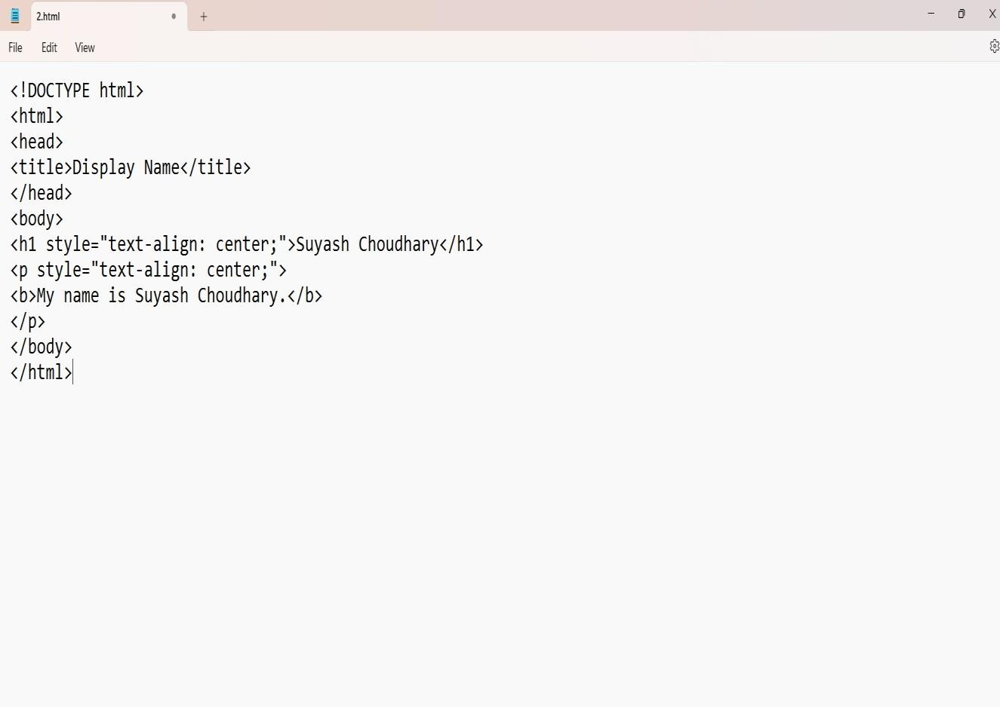 2.html
File Edit View
<!DOCTYPE html>
<html>
<head>
<title>Display Name</title>
</head>
<body>
<h1 style="text-align: center;">Suyash Choudhary</h1>
<p style="text-align: center;">
<b>My name is Suyash Choudhary.</b>
</p>
</body>
</html>